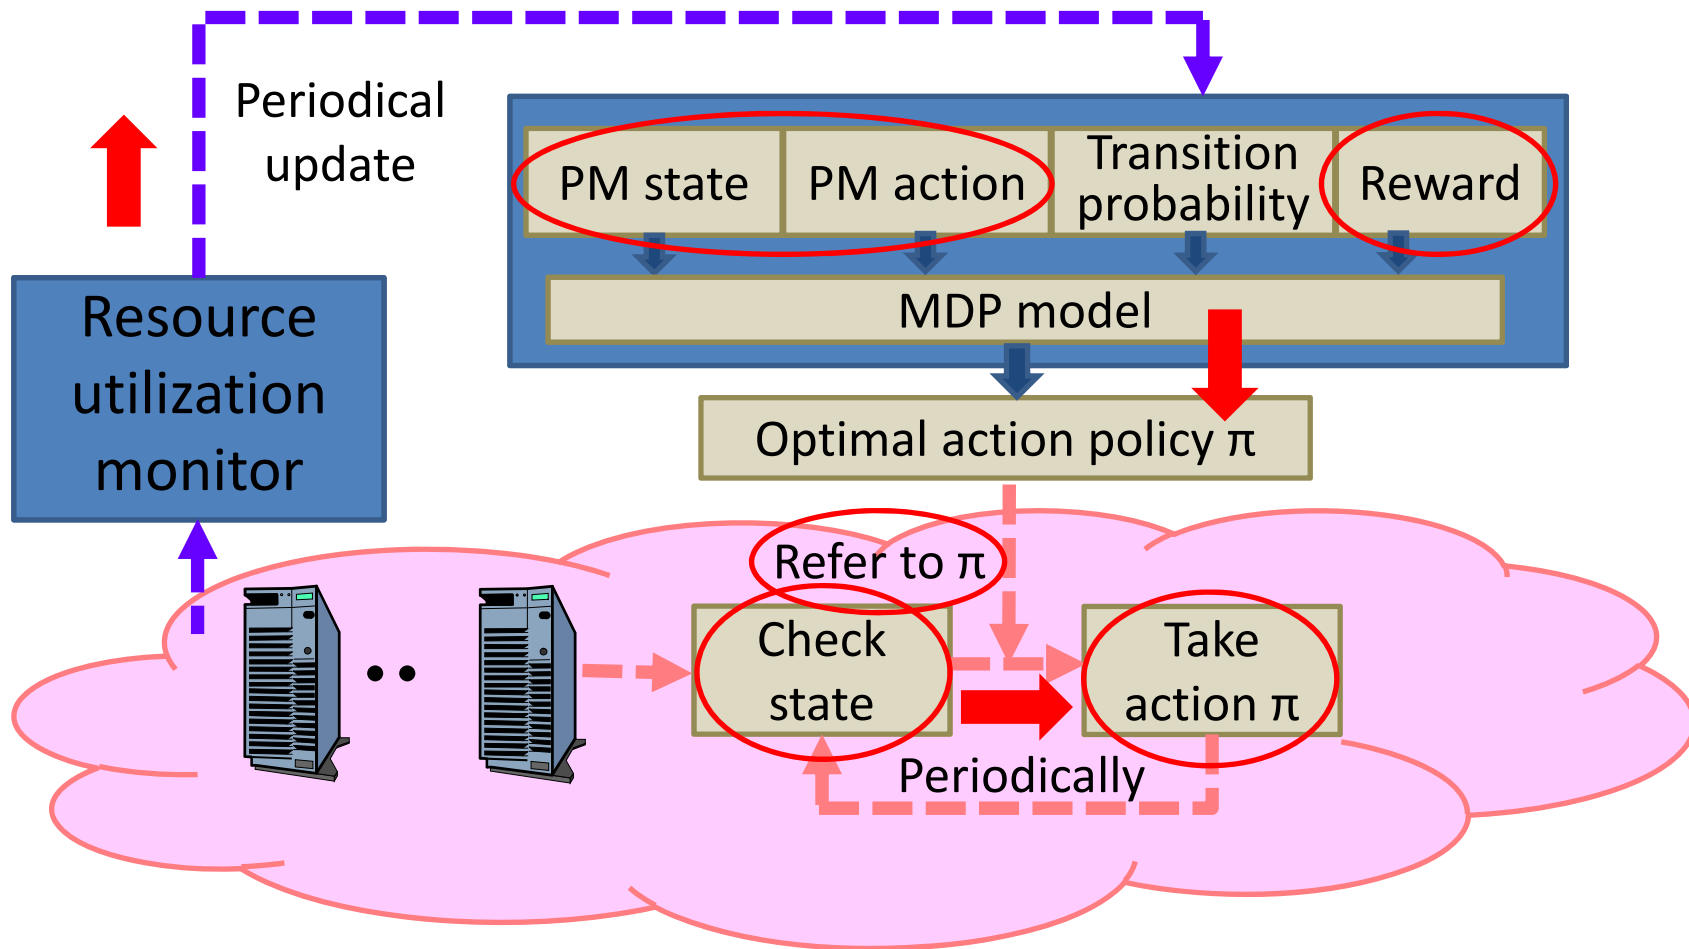 Periodical
update
PM state
PM action
Transition
probability
Reward
MDP model
Resource
utilization
monitor
Optimal action policy π
Refer to π
Check
state
Take
action π
Periodically